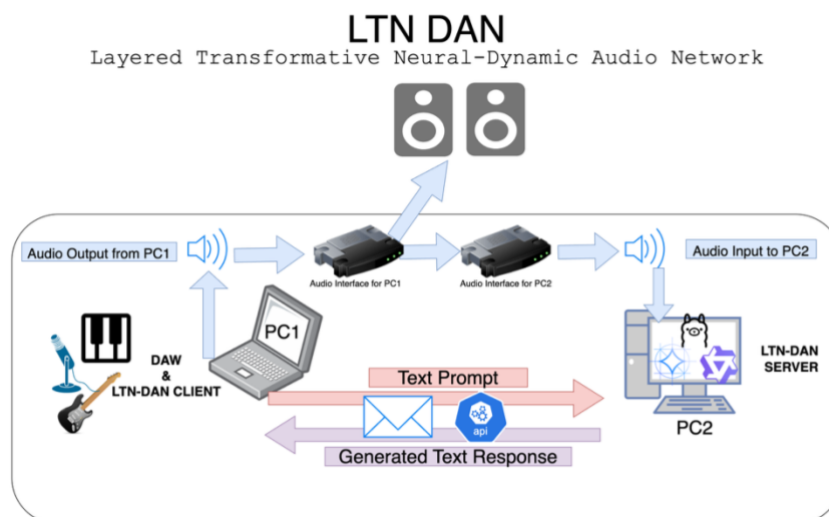 LTN DAN
Layered Transformative Neural-Dynamic Audio Network
Audio Output from PC1
Audio Interface for PC1
Audio Interface for PC2
Audio Input to PC2
PC1
DAW
&
LTN-DAN CLIENT
LTN-DAN
SERVER
Text Prompt
api
PC2
Generated Text Response